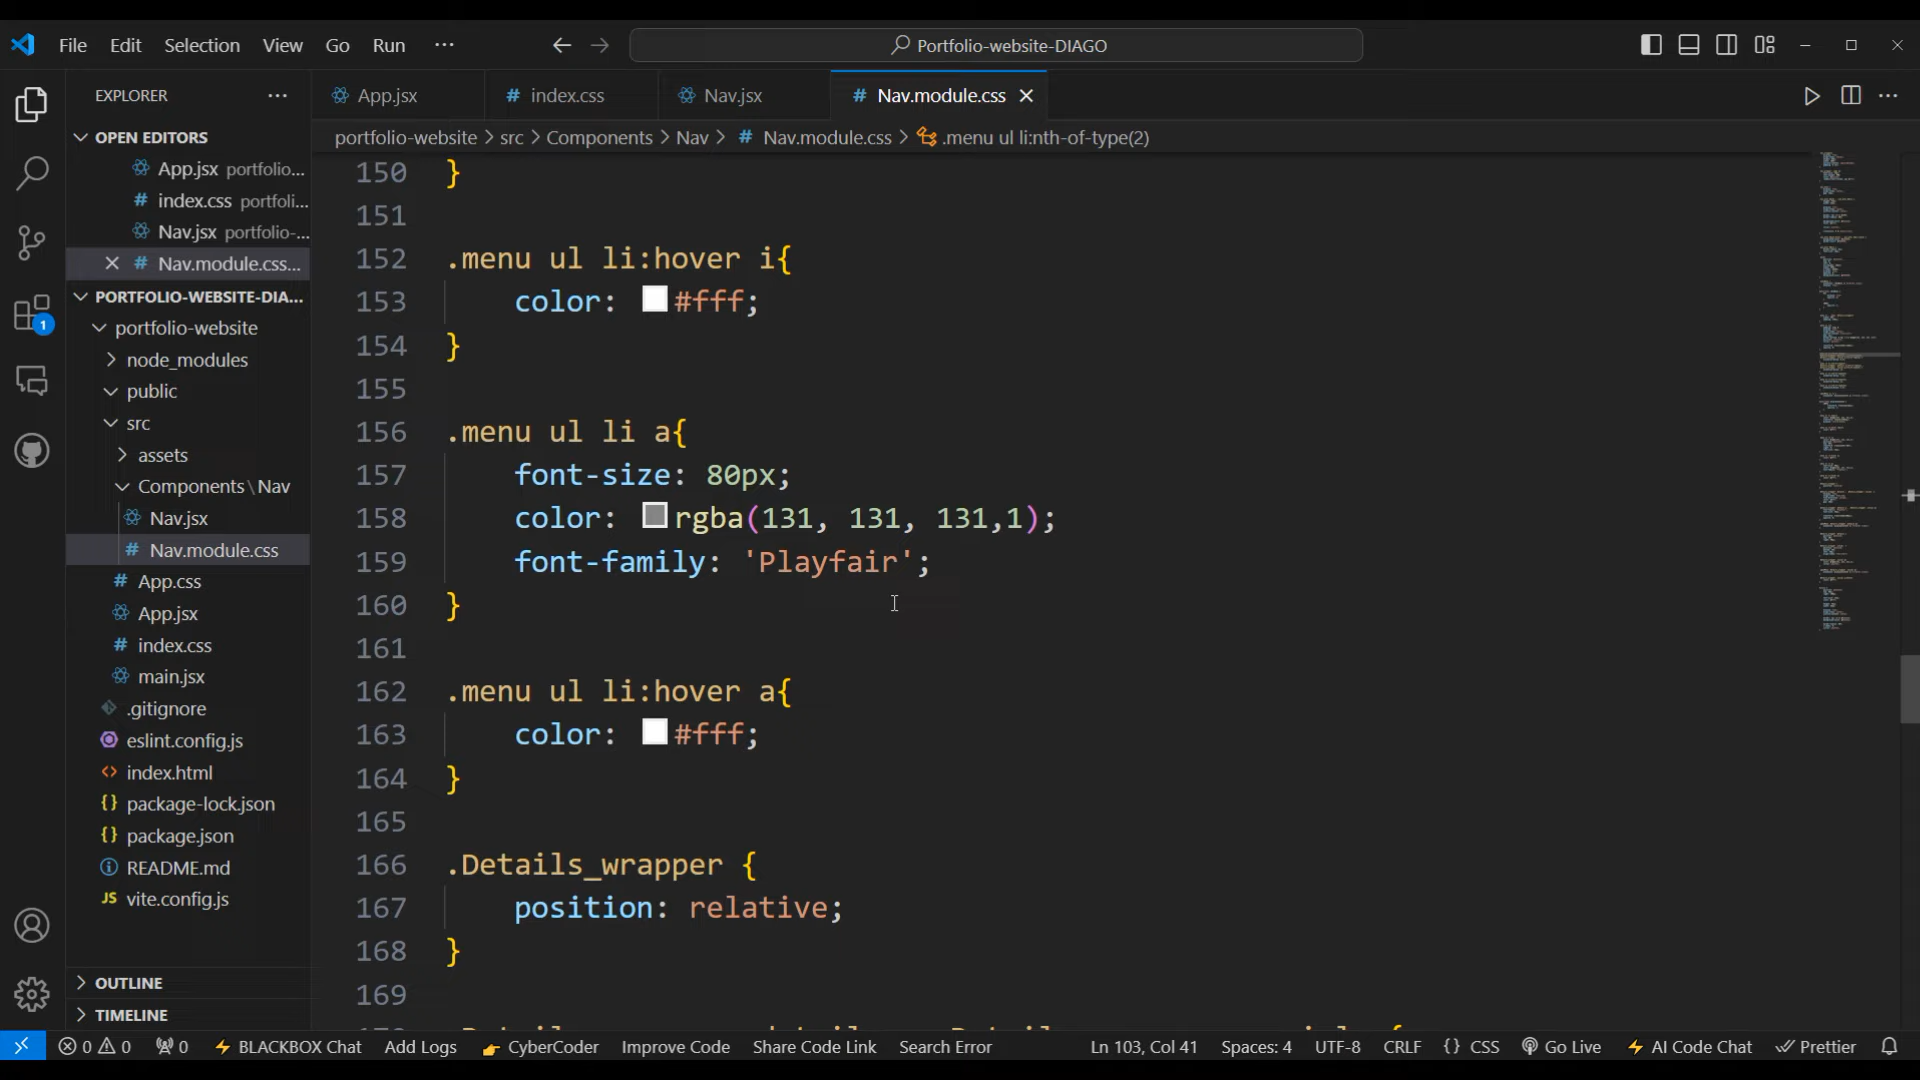 File Edit Selection View Go Run ··· Portfolio-website-DIAGO
EXPLORER ···
App.jsx # index.css Nav.jsx # Nav.module.css
portfolio-website > src > Components > Nav > # Nav.module.css > .menu ul li:nth-of-type(2)
OPEN EDITORS
App.jsx portfolio...
# index.css portfoli...
Nav.jsx portfolio-...
# Nav.module.css...
PORTFOLIO-WEBSITE-DIA...
portfolio-website
node_modules
public
src
assets
Components\Nav
Nav.jsx
# Nav.module.css
# App.css
App.jsx
# index.css
main.jsx
.gitignore
eslint.config.js
<> index.html
{} package-lock.json
{} package.json
README.md
JS vite.config.js
OUTLINE
TIMELINE
1
150 }
151
152 .menu ul li:hover i{
153 color: #fff;
154 }
155
156 .menu ul li a{
157 font-size: 80px;
158 color: rgba(131, 131, 131,1);
159 font-family: 'Playfair';
160 }
161
162 .menu ul li:hover a{
163 color: #fff;
164 }
165
166 .Details_wrapper {
167 position: relative;
168 }
169
0 0 0 BLACKBOX Chat Add Logs CyberCoder Improve Code Share Code Link Search Error Ln 103, Col 41 Spaces: 4 UTF-8 CRLF {} CSS Go Live AI Code Chat Prettier